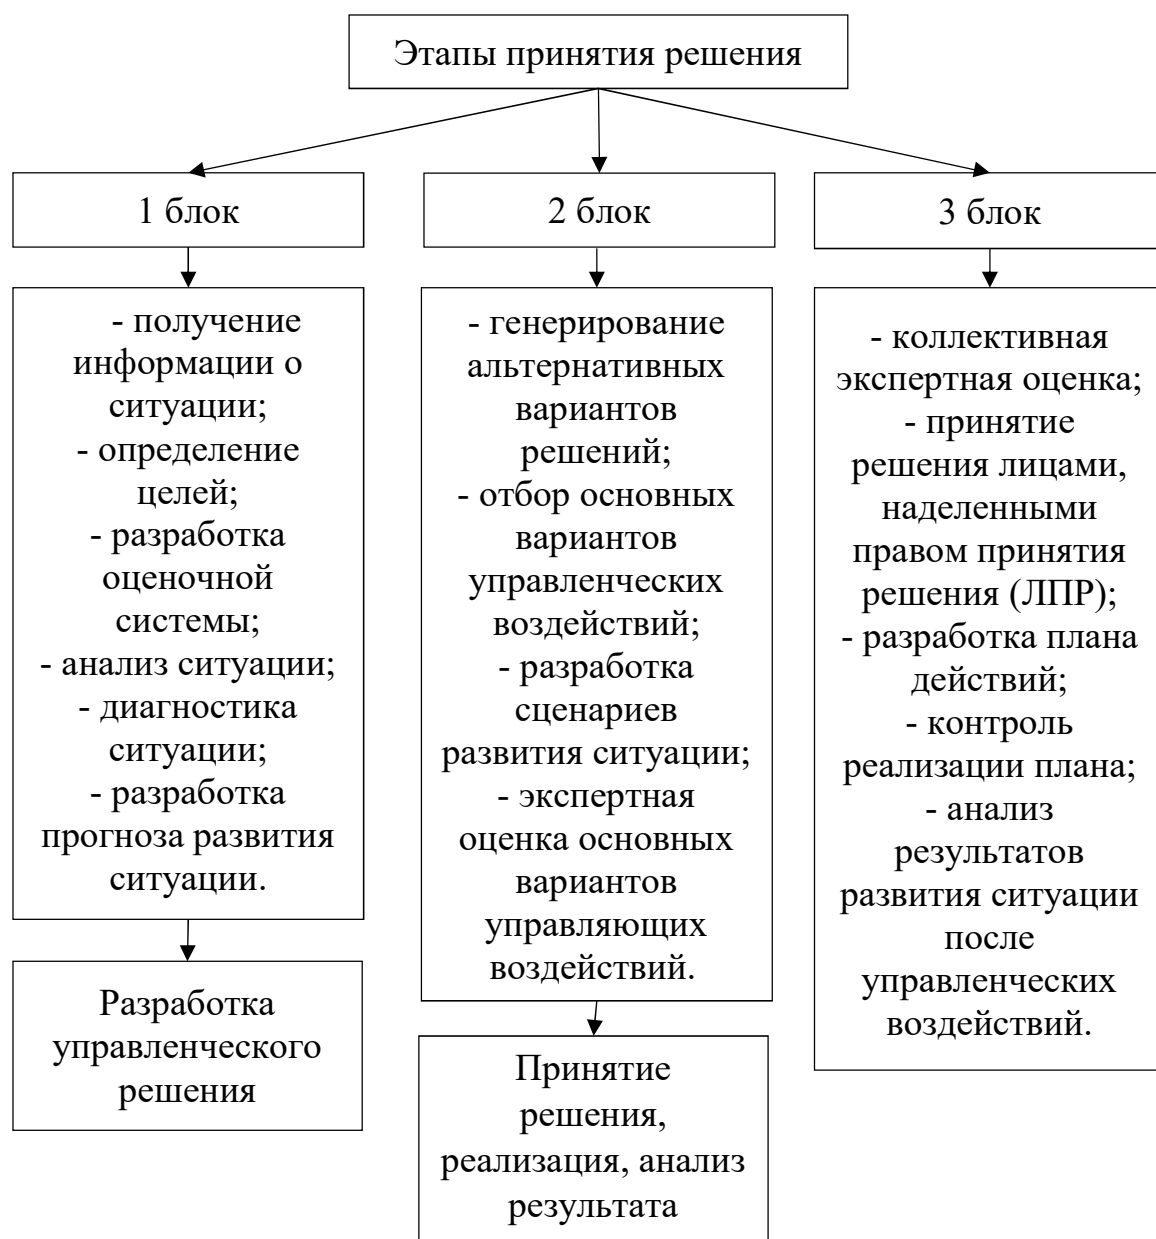 Этапы принятия решения
1 блок
2 блок
3 блок
- получение
информации о
ситуации;
- определение
целей;
- разработка
оценочной
системы;
- анализ ситуации;
- диагностика
ситуации;
- разработка
прогноза развития
ситуации.
- генерирование
альтернативных
вариантов
решений;
- отбор основных
вариантов
управленческих
воздействий;
- разработка
сценариев
развития ситуации;
- экспертная
оценка основных
вариантов
управляющих
воздействий.
- коллективная
экспертная оценка;
- принятие
решения лицами,
наделенными
правом принятия
решения (ЛПР);
- разработка плана
действий;
- контроль
реализации плана;
- анализ
результатов
развития ситуации
после
управленческих
воздействий.
Разработка
управленческого
решения
Принятие
решения,
реализация, анализ
результата